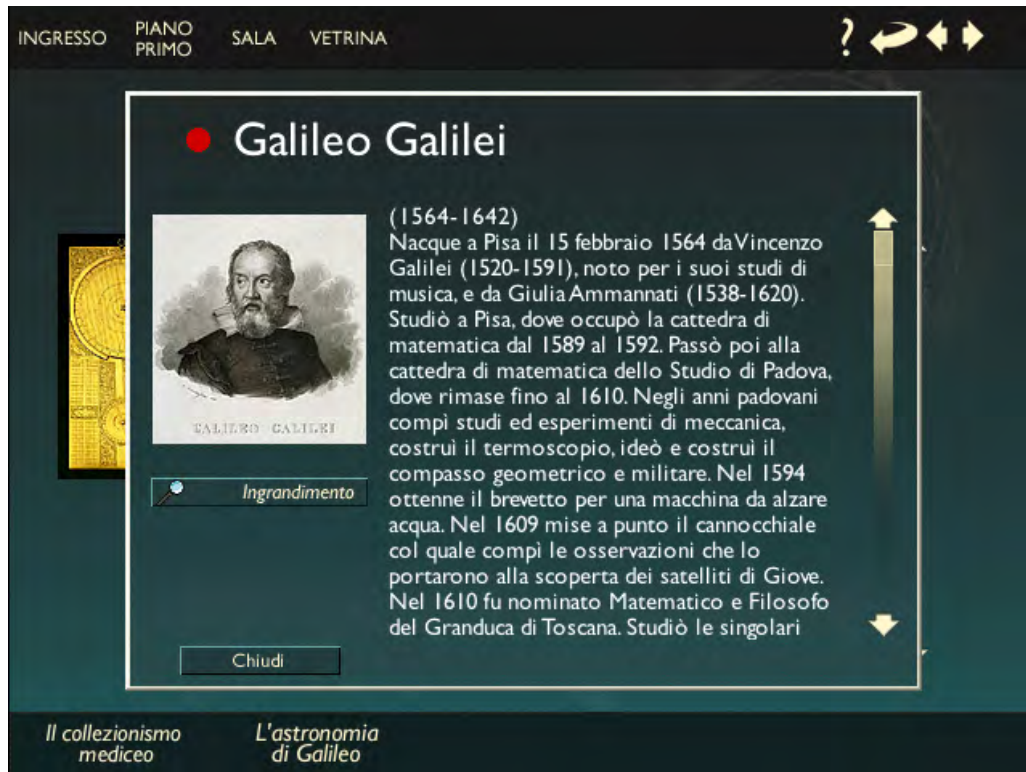 INGRESSO
PIANO PRIMO
SALA
VETRINA
?
Galileo Galilei
(1564-1642)
Nacque a Pisa il 15 febbraio 1564 da Vincenzo
Galilei (1520-1591), noto per i suoi studi di
musica, e da Giulia Ammannati (1538-1620).
Studiò a Pisa, dove occupò la cattedra di
matematica dal 1589 al 1592. Passò poi alla
cattedra di matematica dello Studio di Padova,
dove rimase fino al 1610. Negli anni padovani
compì studi ed esperimenti di meccanica,
costruì il termoscopio, ideò e costruì il
compasso geometrico e militare. Nel 1594
ottenne il brevetto per una macchina da alzare
acqua. Nel 1609 mise a punto il cannocchiale
col quale compì le osservazioni che lo
portarono alla scoperta dei satelliti di Giove.
Nel 1610 fu nominato Matematico e Filosofo
del Granduca di Toscana. Studiò le singolari
GALILEO GALILEI
Ingrandimento
Chiudi
Il collezionismo
mediceo
L'astronomia
di Galileo